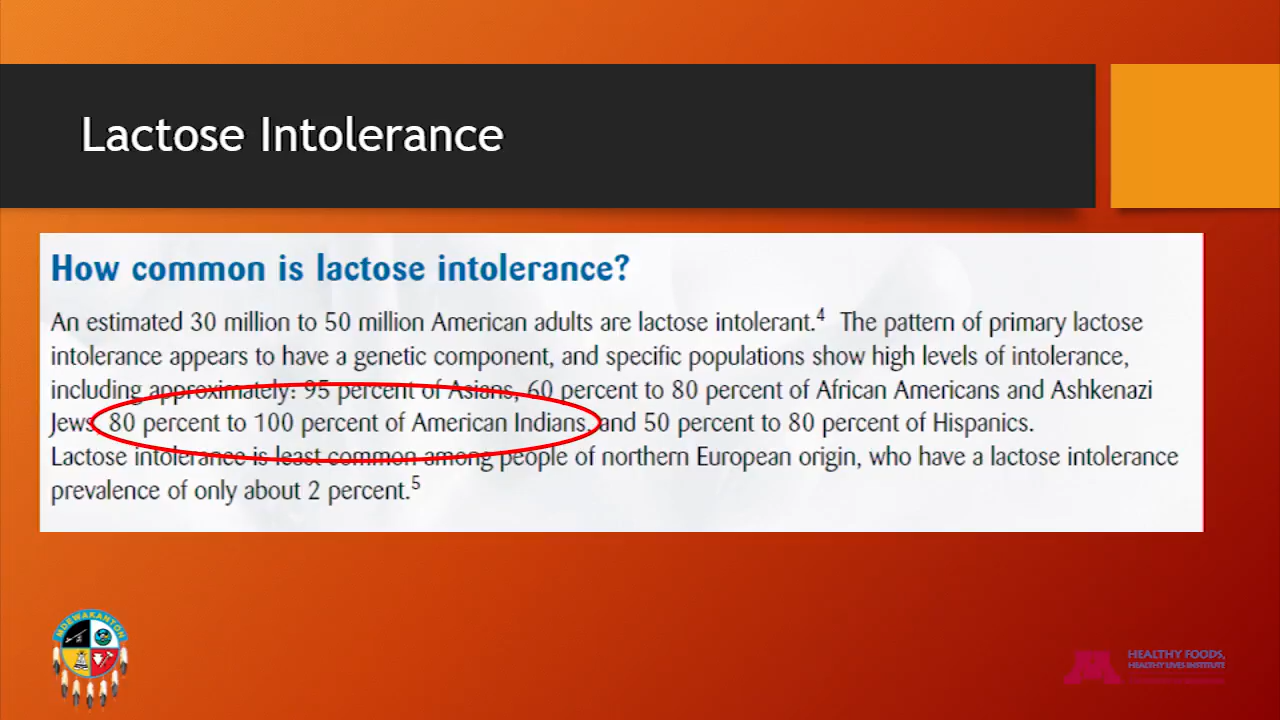 Lactose Intolerance
How common is lactose intolerance?
An estimated 30 million to 50 million American adults are lactose intolerant.4 The pattern of primary lactose
intolerance appears to have a genetic component, and specific populations show high levels of intolerance,
including approximately: 95 percent of Asians, 60 percent to 80 percent of African Americans and Ashkenazi
Jews, 80 percent to 100 percent of American Indians, and 50 percent to 80 percent of Hispanics.
Lactose intolerance is least common among people of northern European origin, who have a lactose intolerance
prevalence of only about 2 percent.5
MDEWAKANTON
HEALTHY FOODS,
HEALTHY LIVES INSTITUTE